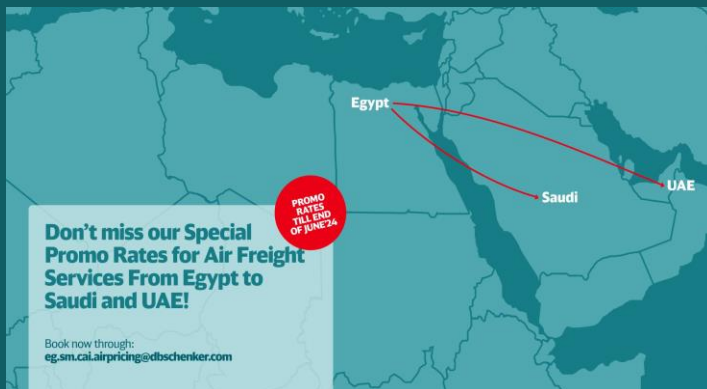 Egypt
Saudi
UAE
PROMO
RATES
TILL END
OF JUNE'24
Don't miss our Special
Promo Rates for Air Freight
Services From Egypt to
Saudi and UAE!
Book now through:
eg.sm.cai.airpricing@dbschenker.com